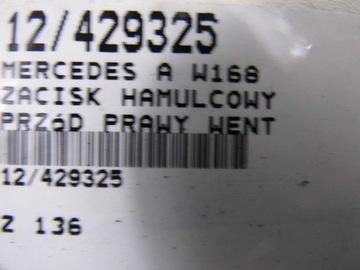 12/429325
MERCEDES A W168
ZACISK HAMULCOWY
PRZóD PRAWY WENT
12/429325
Z 136